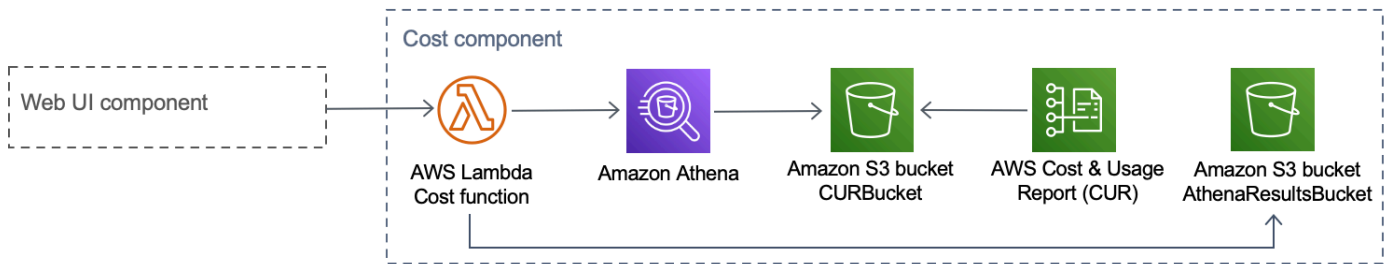 Cost component
Web UI component
AWS Lambda
Cost function
Amazon Athena
Amazon S3 bucket
CURBucket
AWS Cost & Usage
Report (CUR)
Amazon S3 bucket
AthenaResultsBucket